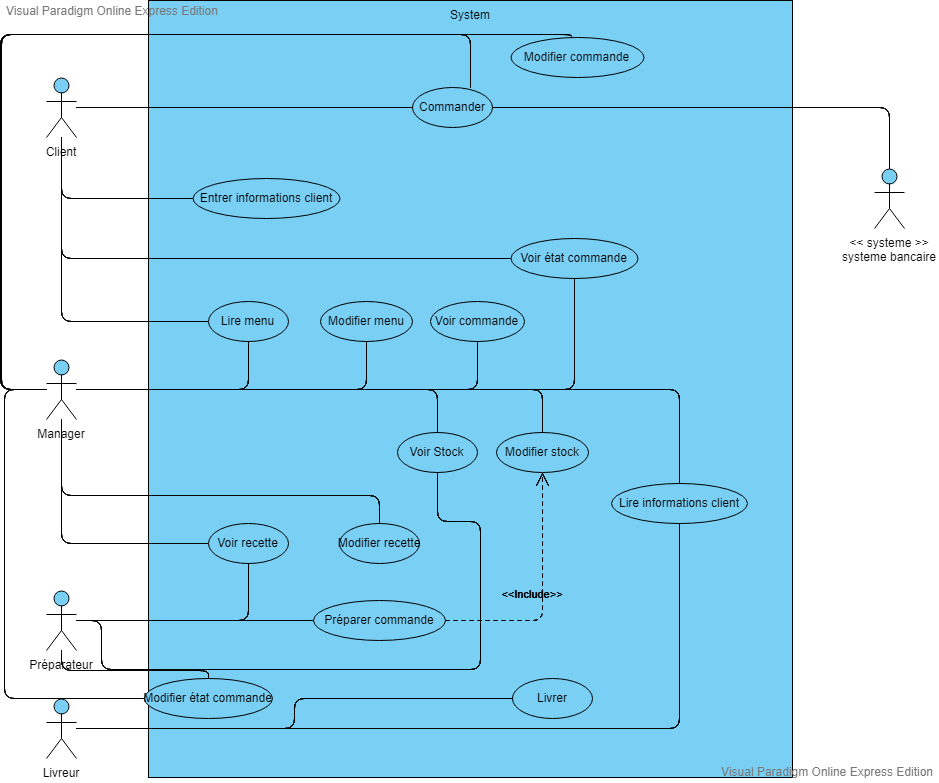 Visual Paradigm Online Express Edition
System
Modifier commande
Commander
Client
Entrer informations client
<< systeme >>
systeme bancaire
Voir état commande
Lire menu
Modifier menu
Voir commande
Manager
Voir Stock
Modifier stock
Lire informations client
Voir recette
Modifier recette
<<Include>>
Préparer commande
Préparateur
Modifier état commande
Livrer
Livreur
Visual Paradigm Online Express Edition